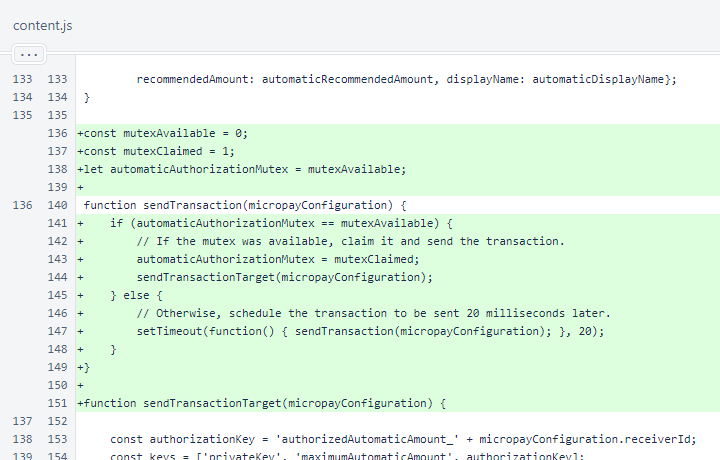 content.js
...
133 133         recommendedAmount: automaticRecommendedAmount, displayName: automaticDisplayName};
134 134 }
135 135
136 +const mutexAvailable = 0;
137 +const mutexClaimed = 1;
138 +let automaticAuthorizationMutex = mutexAvailable;
139 +
136 140 function sendTransaction(micropayConfiguration) {
141 +    if (automaticAuthorizationMutex == mutexAvailable) {
142 +        // If the mutex was available, claim it and send the transaction.
143 +        automaticAuthorizationMutex = mutexClaimed;
144 +        sendTransactionTarget(micropayConfiguration);
145 +    } else {
146 +        // Otherwise, schedule the transaction to be sent 20 milliseconds later.
147 +        setTimeout(function() { sendTransaction(micropayConfiguration); }, 20);
148 +    }
149 +}
150 +
151 +function sendTransactionTarget(micropayConfiguration) {
137 152
138 153     const authorizationKey = 'authorizedAutomaticAmount_' + micropayConfiguration.receiverId;
139 154     const keys = ['privateKey', 'maximumAutomaticAmount', authorizationKey];